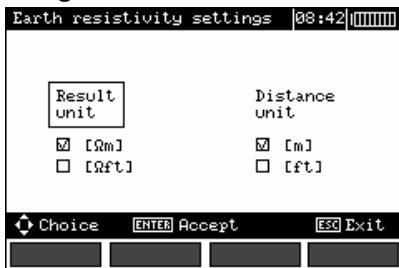 Earth resistivity settings 08:42
Result unit
Distance unit
☑ [Ωm]
☐ [Ωft]
☑ [m]
☐ [ft]
Choice ENTER Accept ESC Exit